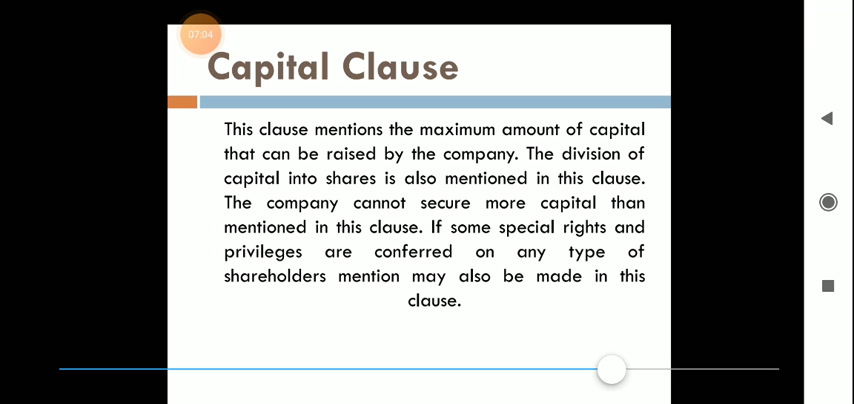 07:04
Capital Clause
This clause mentions the maximum amount of capital
that can be raised by the company. The division of
capital into shares is also mentioned in this clause.
The company cannot secure more capital than
mentioned in this clause. If some special rights and
privileges are conferred on any type of
shareholders mention may also be made in this
clause.